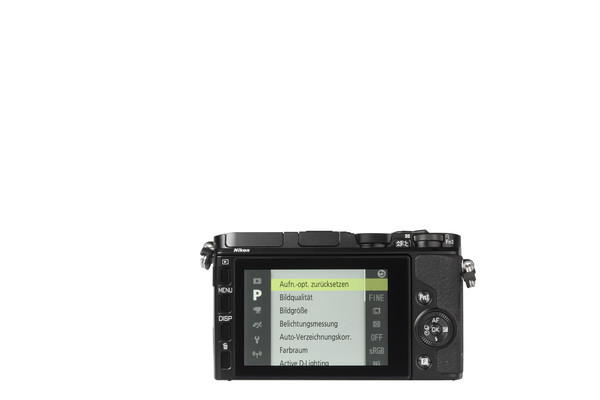 Nikon
Fn2
MENU
DISP
P
Aufn.-opt. zurücksetzen
Bildqualität FINE
Bildgröße
Belichtungsmessung
Auto-Verzeichnungskorr. OFF
Farbraum sRGB
Active D-Lighting
Fn1
AF
OK